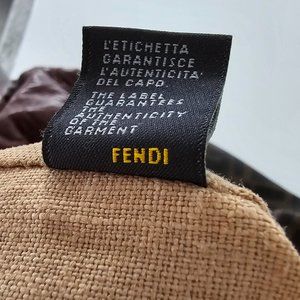 L'ETICHETTA
GARANTISCE
L'AUTENTICITA'
DEL CAPO.
THE LABEL
GUARANTEES
THE
AUTHENTICITY
OF THE
GARMENT
FENDI